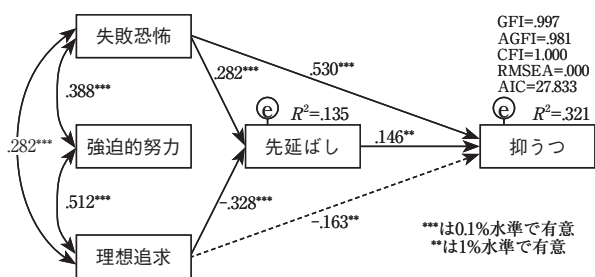 GFI=.997
AGFI=.981
CFI=1.000
RMSEA=.000
AIC=27.833
失敗恐怖
.282***
.530***
.388***
.282***
e
R²=.135
e
R²=.321
強迫的努力
先延ばし
.146**
抑うつ
.512***
-.328***
-.163**
理想追求
***は0.1%水準で有意
**は1%水準で有意